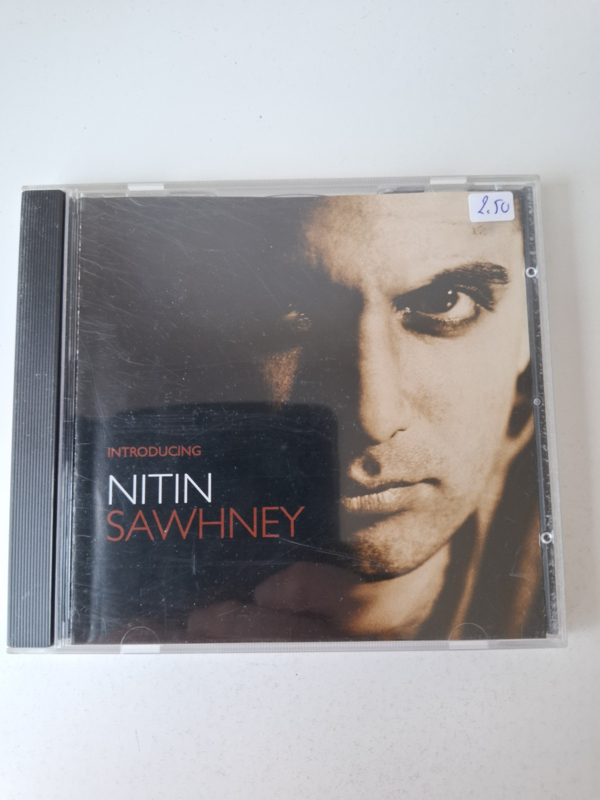 2.50
INTRODUCING
NITIN
SAWHNEY